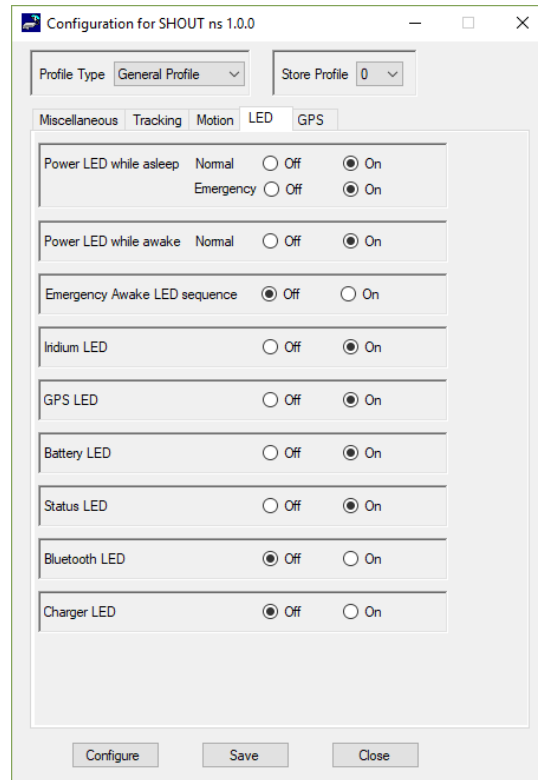 Configuration for SHOUT ns 1.0.0
Profile Type General Profile Store Profile 0
Miscellaneous Tracking Motion LED GPS
Power LED while asleep Normal Off On
Emergency Off On
Power LED while awake Normal Off On
Emergency Awake LED sequence Off On
Iridium LED Off On
GPS LED Off On
Battery LED Off On
Status LED Off On
Bluetooth LED Off On
Charger LED Off On
Configure Save Close